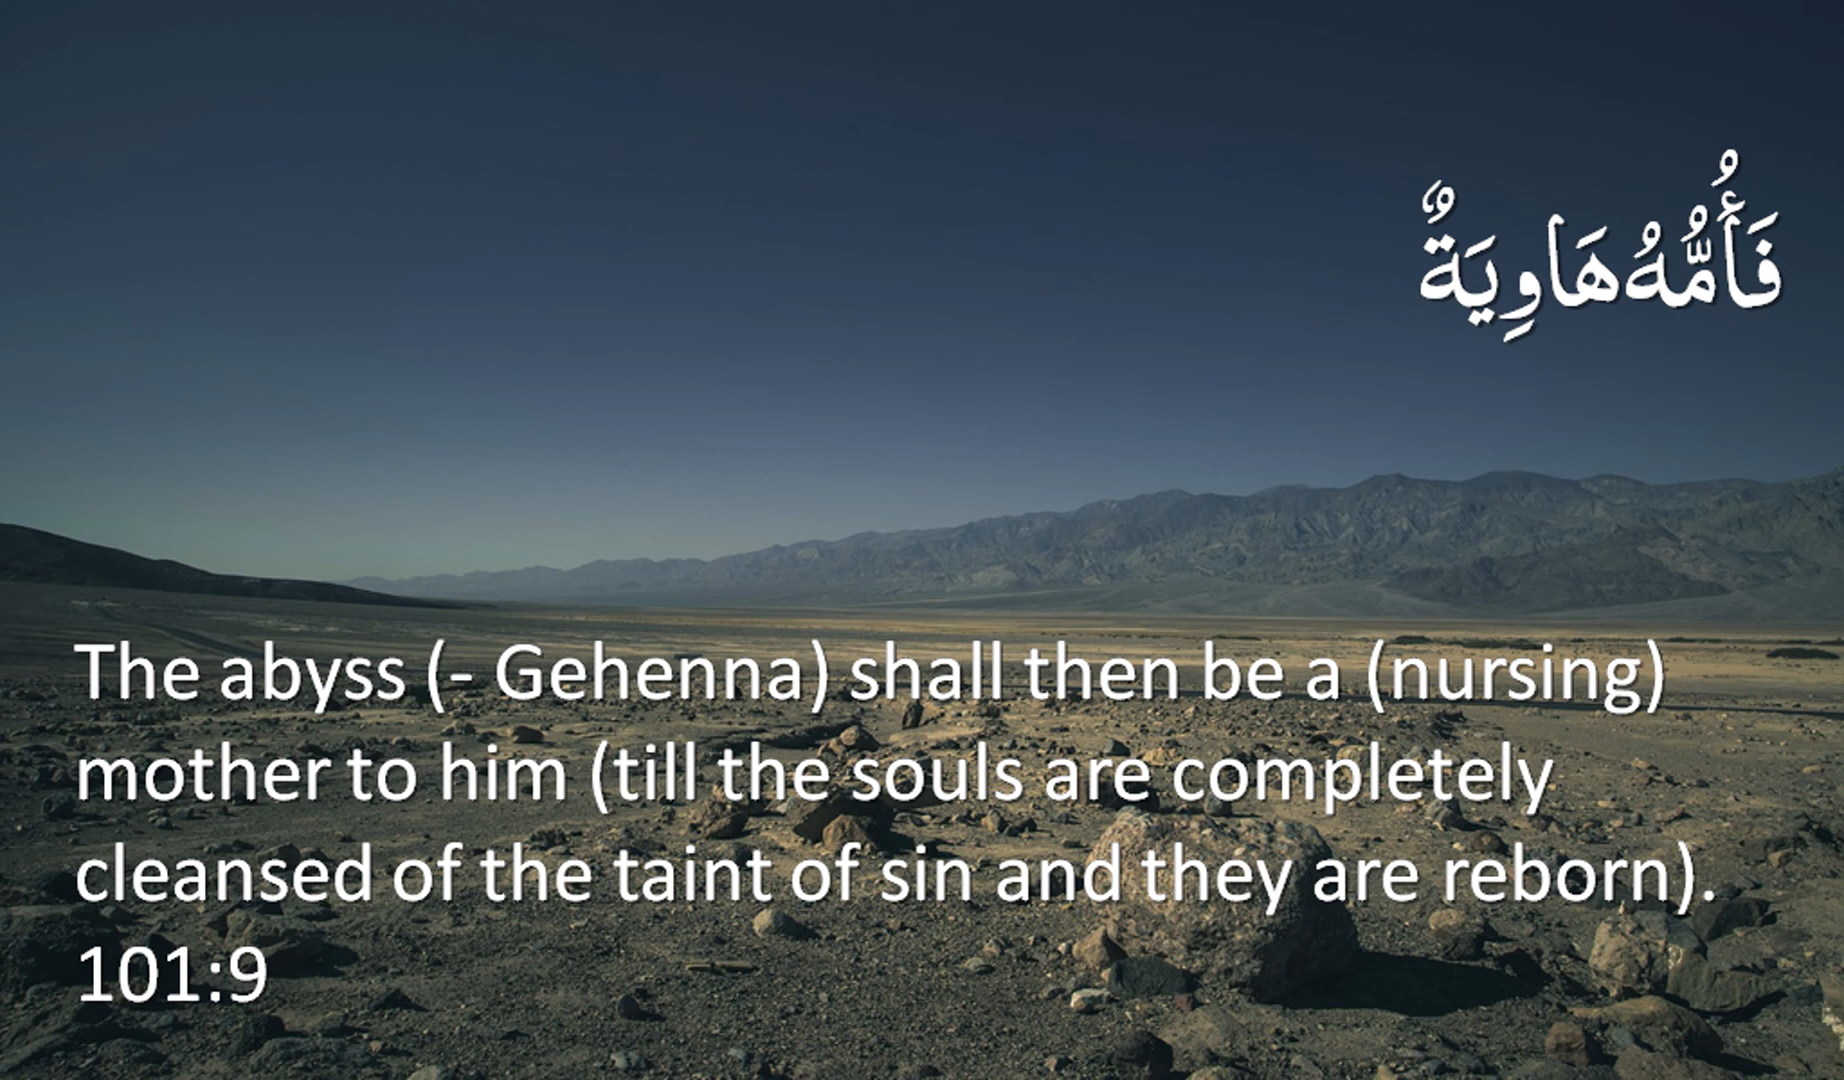 فَأُمُّهُ هَاوِيَةٌ
The abyss (- Gehenna) shall then be a (nursing)
mother to him (till the souls are completely
cleansed of the taint of sin and they are reborn).
101:9